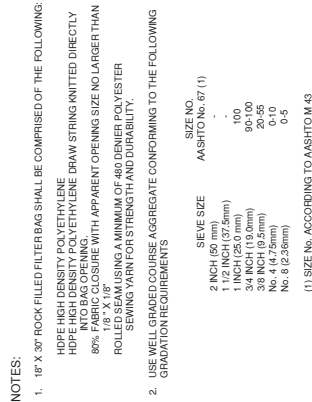 NOTES:
1. 18" X 30" ROCK FILLED FILTER BAG SHALL BE COMPRISED OF THE FOLLOWING:
HDPE HIGH DENSITY POLYETHYLENE
HDPE HIGH DENSITY POLYETHYLENE DRAW STRING KNITTED DIRECTLY
INTO BAG OPENING.
80% FABRIC CLOSURE WITH APPARENT OPENING SIZE NO LARGER THAN
1/8" X 1/8"
ROLLED SEAM USING A MINIMUM OF 480 DENIER POLYESTER
SEWING YARN FOR STRENGTH AND DURABILITY.
2. USE WELL GRADED COURSE AGGREGATE CONFORMING TO THE FOLLOWING
GRADATION REQUIREMENTS
SIZE NO.
SIEVE SIZE AASHTO No. 67 (1)
2 INCH (50 mm) -
1 1/2 INCH (37.5mm) -
1 INCH (25.0 mm) 100
3/4 INCH (19.0mm) 90-100
3/8 INCH (9.5mm) 20-55
No. 4 (4.75mm) 0-10
No. 8 (2.36mm) 0-5
(1) SIZE No. ACCORDING TO AASHTO M 43